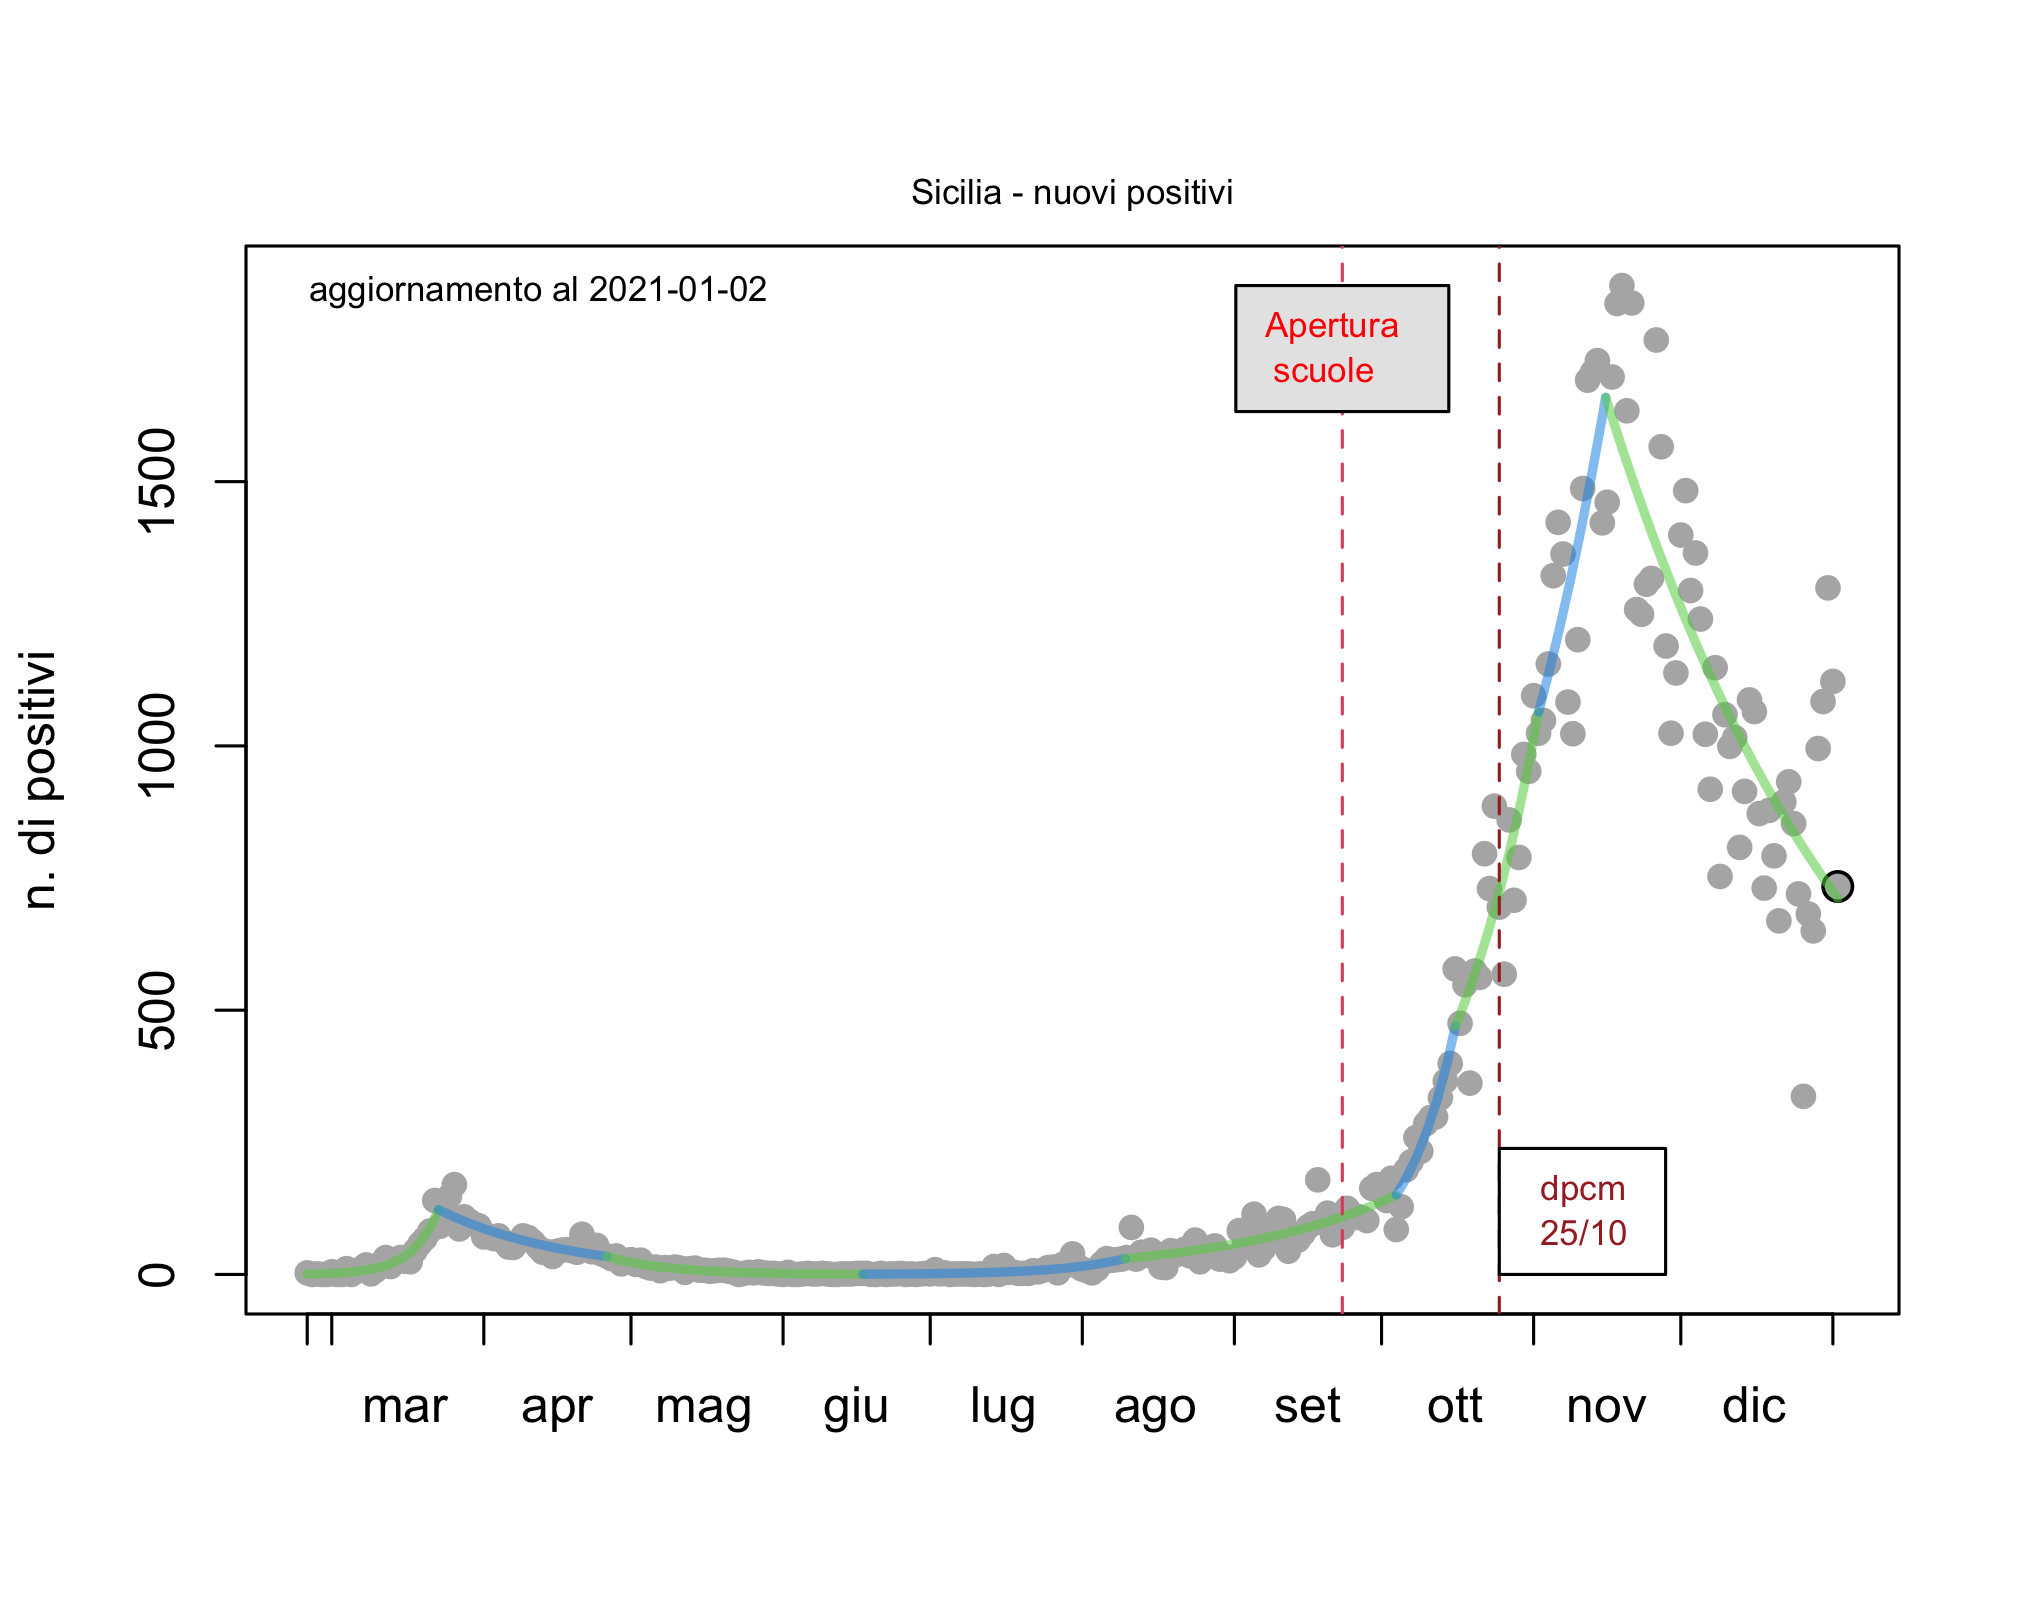 Sicilia - nuovi positivi
aggiornamento al 2021-01-02
Apertura
scuole
n. di positivi
1500
1000
500
0
dpcm
25/10
mar apr mag giu lug ago set ott nov dic